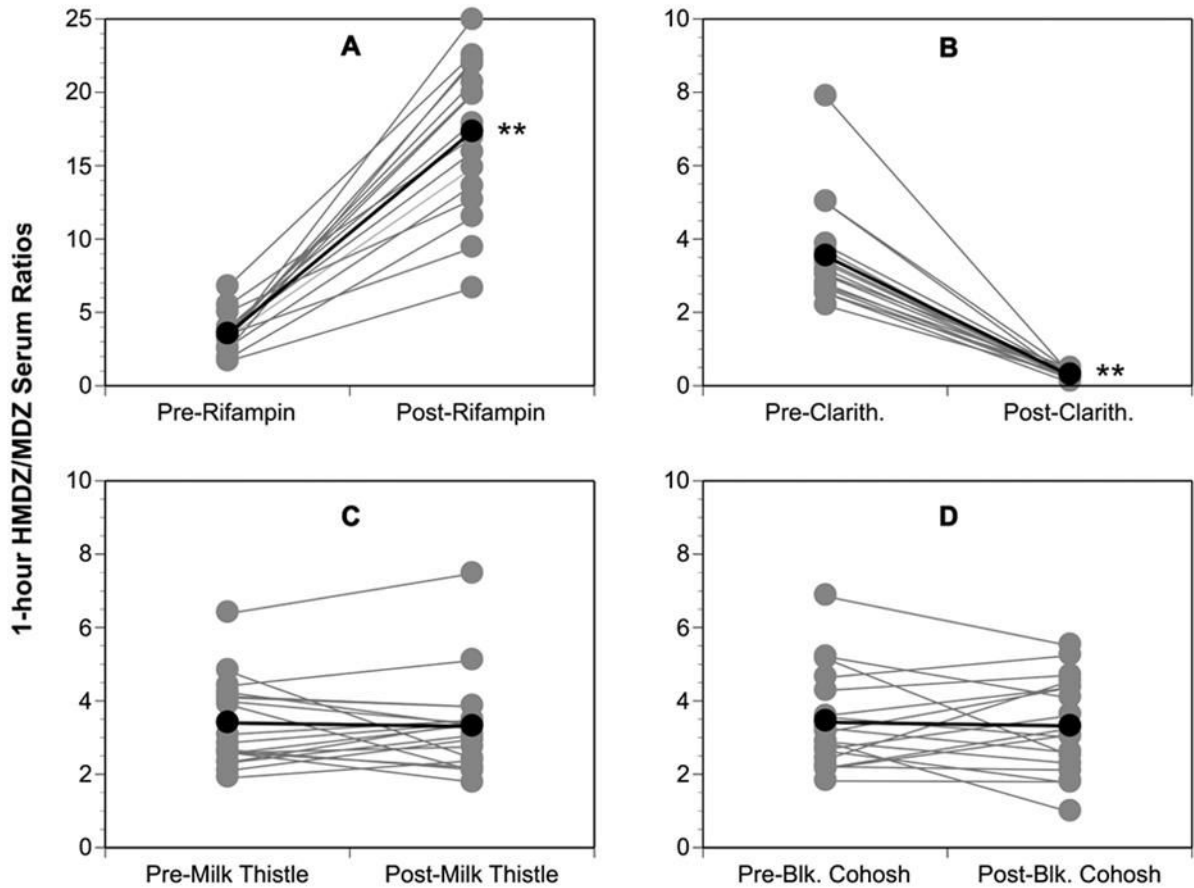 1-hour HMDZ/MDZ Serum Ratios
A
25
20
15
10
5
0
**
Pre-Rifampin
Post-Rifampin
B
10
8
6
4
2
0
**
Pre-Clarith.
Post-Clarith.
C
10
8
6
4
2
0
Pre-Milk Thistle
Post-Milk Thistle
D
10
8
6
4
2
0
Pre-Blk. Cohosh
Post-Blk. Cohosh